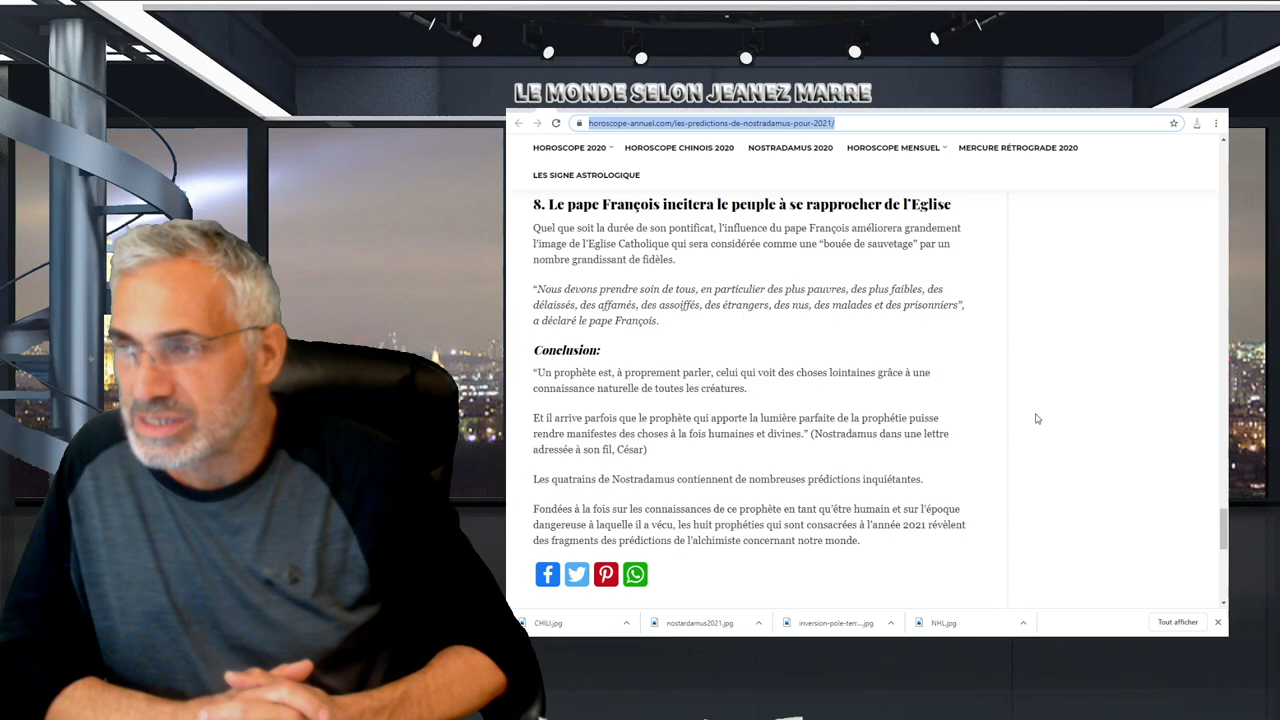 LE MONDE SELON JEANEZ MARRE
horoscope-annuel.com/les-predictions-de-nostradamus-pour-2021/
HOROSCOPE 2020 HOROSCOPE CHINOIS 2020 NOSTRADAMUS 2020 HOROSCOPE MENSUEL MERCURE RÉTROGRADE 2020
LES SIGNE ASTROLOGIQUE
8. Le pape François incitera le peuple à se rapprocher de l'Eglise
Quel que soit la durée de son pontificat, l'influence du pape François améliorera grandement
l'image de l'Eglise Catholique qui sera considérée comme une “bouée de sauvetage” par un
nombre grandissant de fidèles.
“Nous devons prendre soin de tous, en particulier des plus pauvres, des plus faibles, des
délaissés, des affamés, des assoiffés, des étrangers, des nus, des malades et des prisonniers”,
a déclaré le pape François.
Conclusion:
“Un prophète est, à proprement parler, celui qui voit des choses lointaines grâce à une
connaissance naturelle de toutes les créatures.
Et il arrive parfois que le prophète qui apporte la lumière parfaite de la prophétie puisse
rendre manifestes des choses à la fois humaines et divines.” (Nostradamus dans une lettre
adressée à son fil, César)
Les quatrains de Nostradamus contiennent de nombreuses prédictions inquiétantes.
Fondées à la fois sur les connaissances de ce prophète en tant qu'être humain et sur l'époque
dangereuse à laquelle il a vécu, les huit prophéties qui sont consacrées à l'année 2021 révèlent
des fragments des prédictions de l'alchimiste concernant notre monde.
CHILI.jpg nostardamus2021.jpg inversion-pole-terr....jpg NHL.jpg Tout afficher